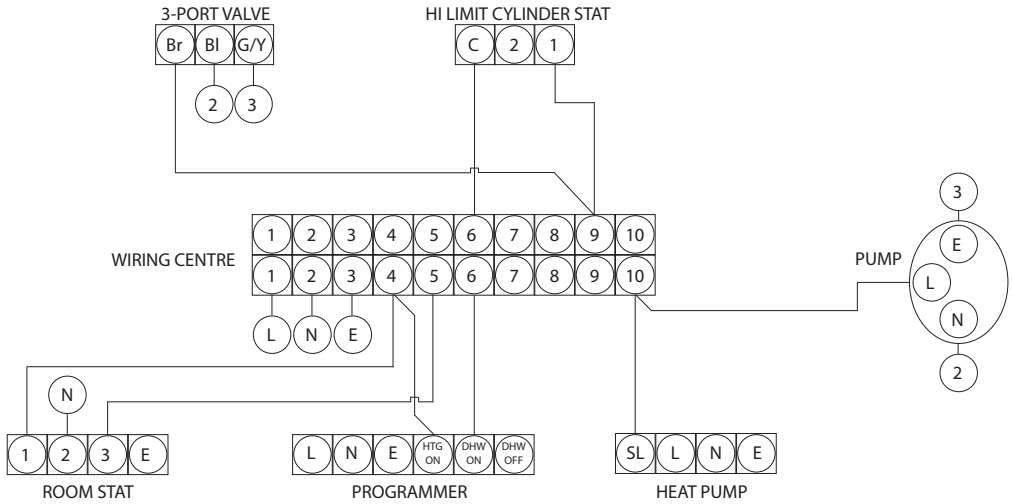 3-PORT VALVE
HI LIMIT CYLINDER STAT
Br Bl G/Y
C 2 1
2 3
3
1 2 3 4 5 6 7 8 9 10
WIRING CENTRE
1 2 3 4 5 6 7 8 9 10
PUMP
E
L
N
L N E
2
N
1 2 3 E
L N E HTG ON DHW ON DHW OFF
SL L N E
ROOM STAT
PROGRAMMER
HEAT PUMP